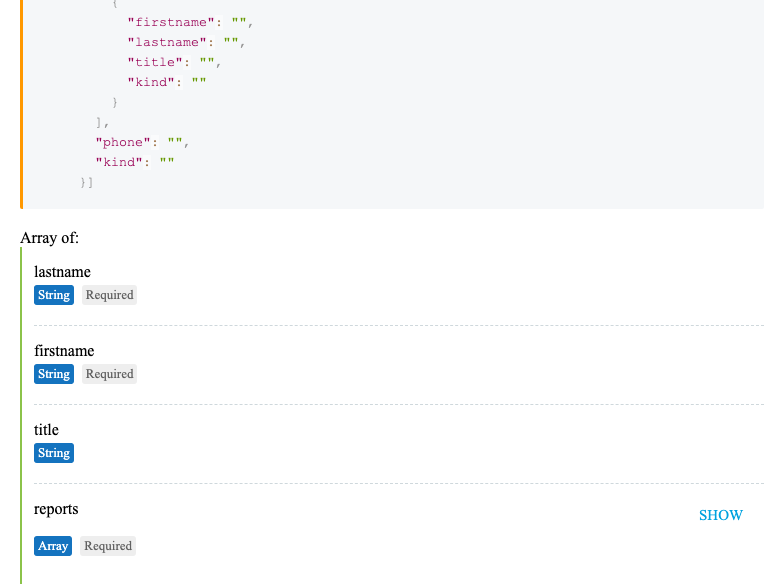 {
"firstname": "",
"lastname": "",
"title": "",
"kind": ""
}
],
"phone": "",
"kind": ""
}]
Array of:
lastname
String Required
firstname
String Required
title
String
reports
SHOW
Array Required